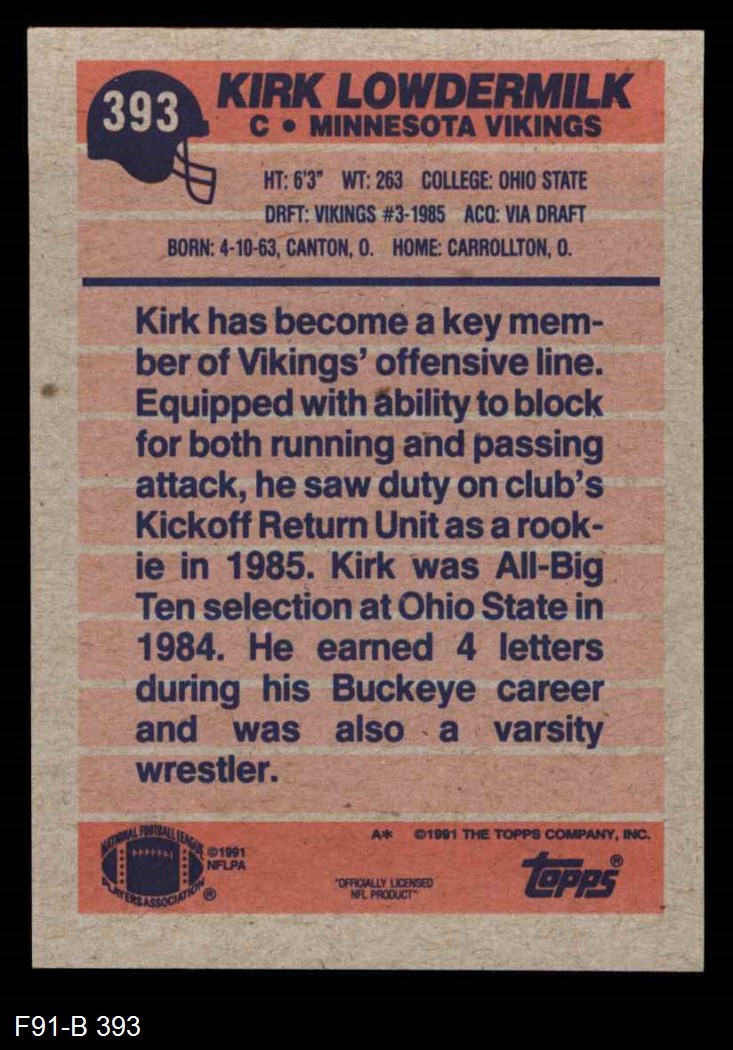 393
KIRK LOWDERMILK
C • MINNESOTA VIKINGS
HT: 6'3" WT: 263 COLLEGE: OHIO STATE
DRFT: VIKINGS #3-1985 ACQ: VIA DRAFT
BORN: 4-10-63, CANTON, O. HOME: CARROLLTON, O.
Kirk has become a key mem-
ber of Vikings' offensive line.
Equipped with ability to block
for both running and passing
attack, he saw duty on club's
Kickoff Return Unit as a rook-
ie in 1985. Kirk was All-Big
Ten selection at Ohio State in
1984. He earned 4 letters
during his Buckeye career
and was also a varsity
wrestler.
A* ©1991 THE TOPPS COMPANY, INC.
NATIONAL FOOTBALL LEAGUE
PLAYERS ASSOCIATION ®
©1991
NFLPA
"OFFICIALLY LICENSED
NFL PRODUCT"
topps®
F91-B 393